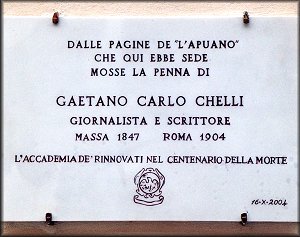 DALLE PAGINE DE "L'APUANO"
CHE QUI EBBE SEDE
MOSSE LA PENNA DI
GAETANO CARLO CHELLI
GIORNALISTA E SCRITTORE
MASSA 1847 ROMA 1904
L'ACCADEMIA DE' RINNOVATI NEL CENTENARIO DELLA MORTE
16-X-2004